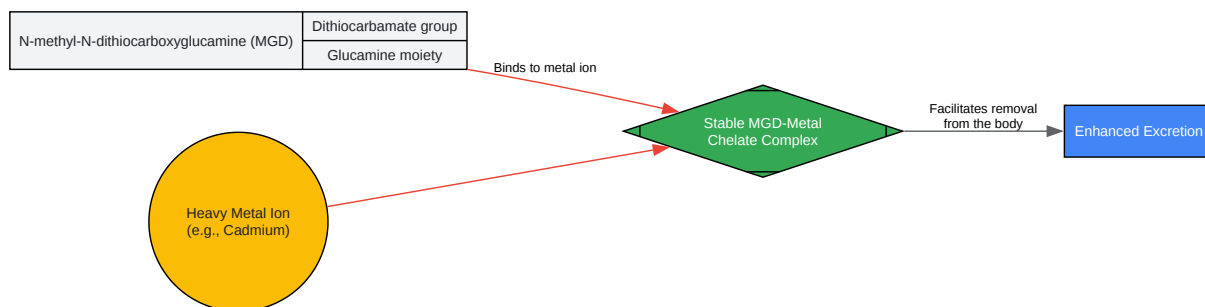 N-methyl-N-dithiocarboxyglucamine (MGD)
Dithiocarbamate group
Glucamine moiety
Binds to metal ion
Heavy Metal Ion
(e.g., Cadmium)
Stable MGD-Metal
Chelate Complex
Facilitates removal
from the body
Enhanced Excretion